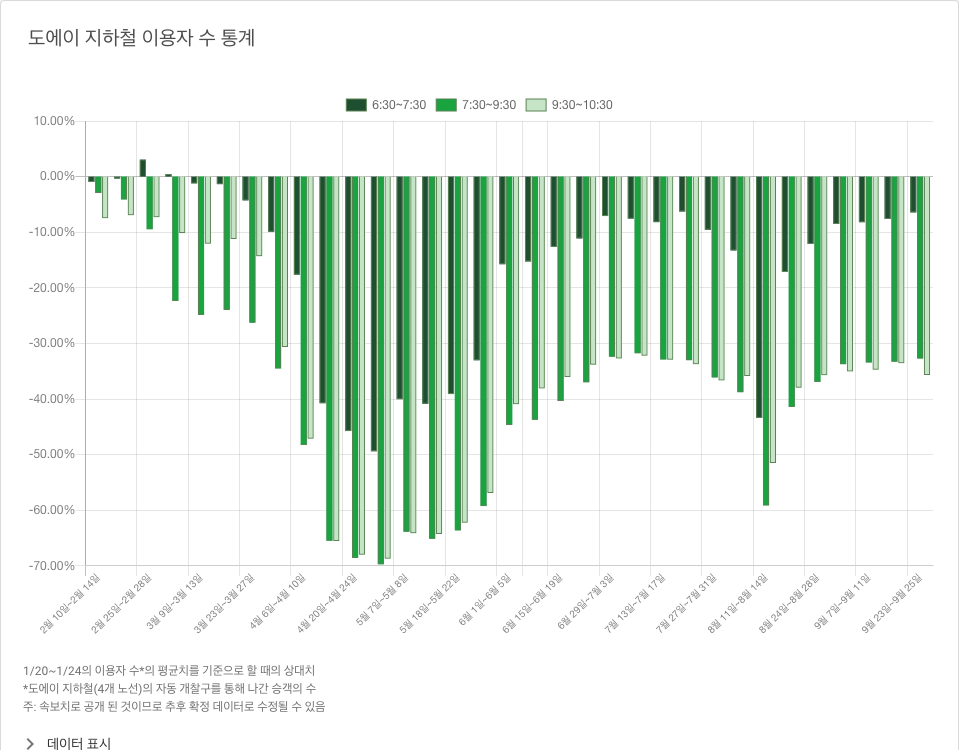 도에이 지하철 이용자 수 통계
6:30~7:30 7:30~9:30 9:30~10:30
10.00%
0.00%
-10.00%
-20.00%
-30.00%
-40.00%
-50.00%
-60.00%
-70.00%
2월 10일~2월 14일
2월 25일~2월 28일
3월 9일~3월 13일
3월 23일~3월 27일
4월 6일~4월 10일
4월 20일~4월 24일
5월 7일~5월 8일
5월 18일~5월 22일
6월 1일~6월 5일
6월 15일~6월 19일
6월 29일~7월 3일
7월 13일~7월 17일
7월 27일~7월 31일
8월 11일~8월 14일
8월 24일~8월 28일
9월 7일~9월 11일
9월 23일~9월 25일
1/20~1/24의 이용자 수*의 평균치를 기준으로 할 때의 상대치
*도에이 지하철(4개 노선)의 자동 개찰구를 통해 나간 승객의 수
주: 속보치로 공개 된 것이므로 추후 확정 데이터로 수정될 수 있음
데이터 표시